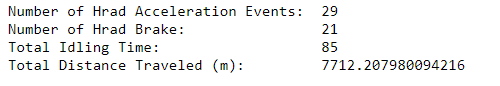 Number of Hrad Acceleration Events: 29
Number of Hrad Brake: 21
Total Idling Time: 85
Total Distance Traveled (m): 7712.207980094216